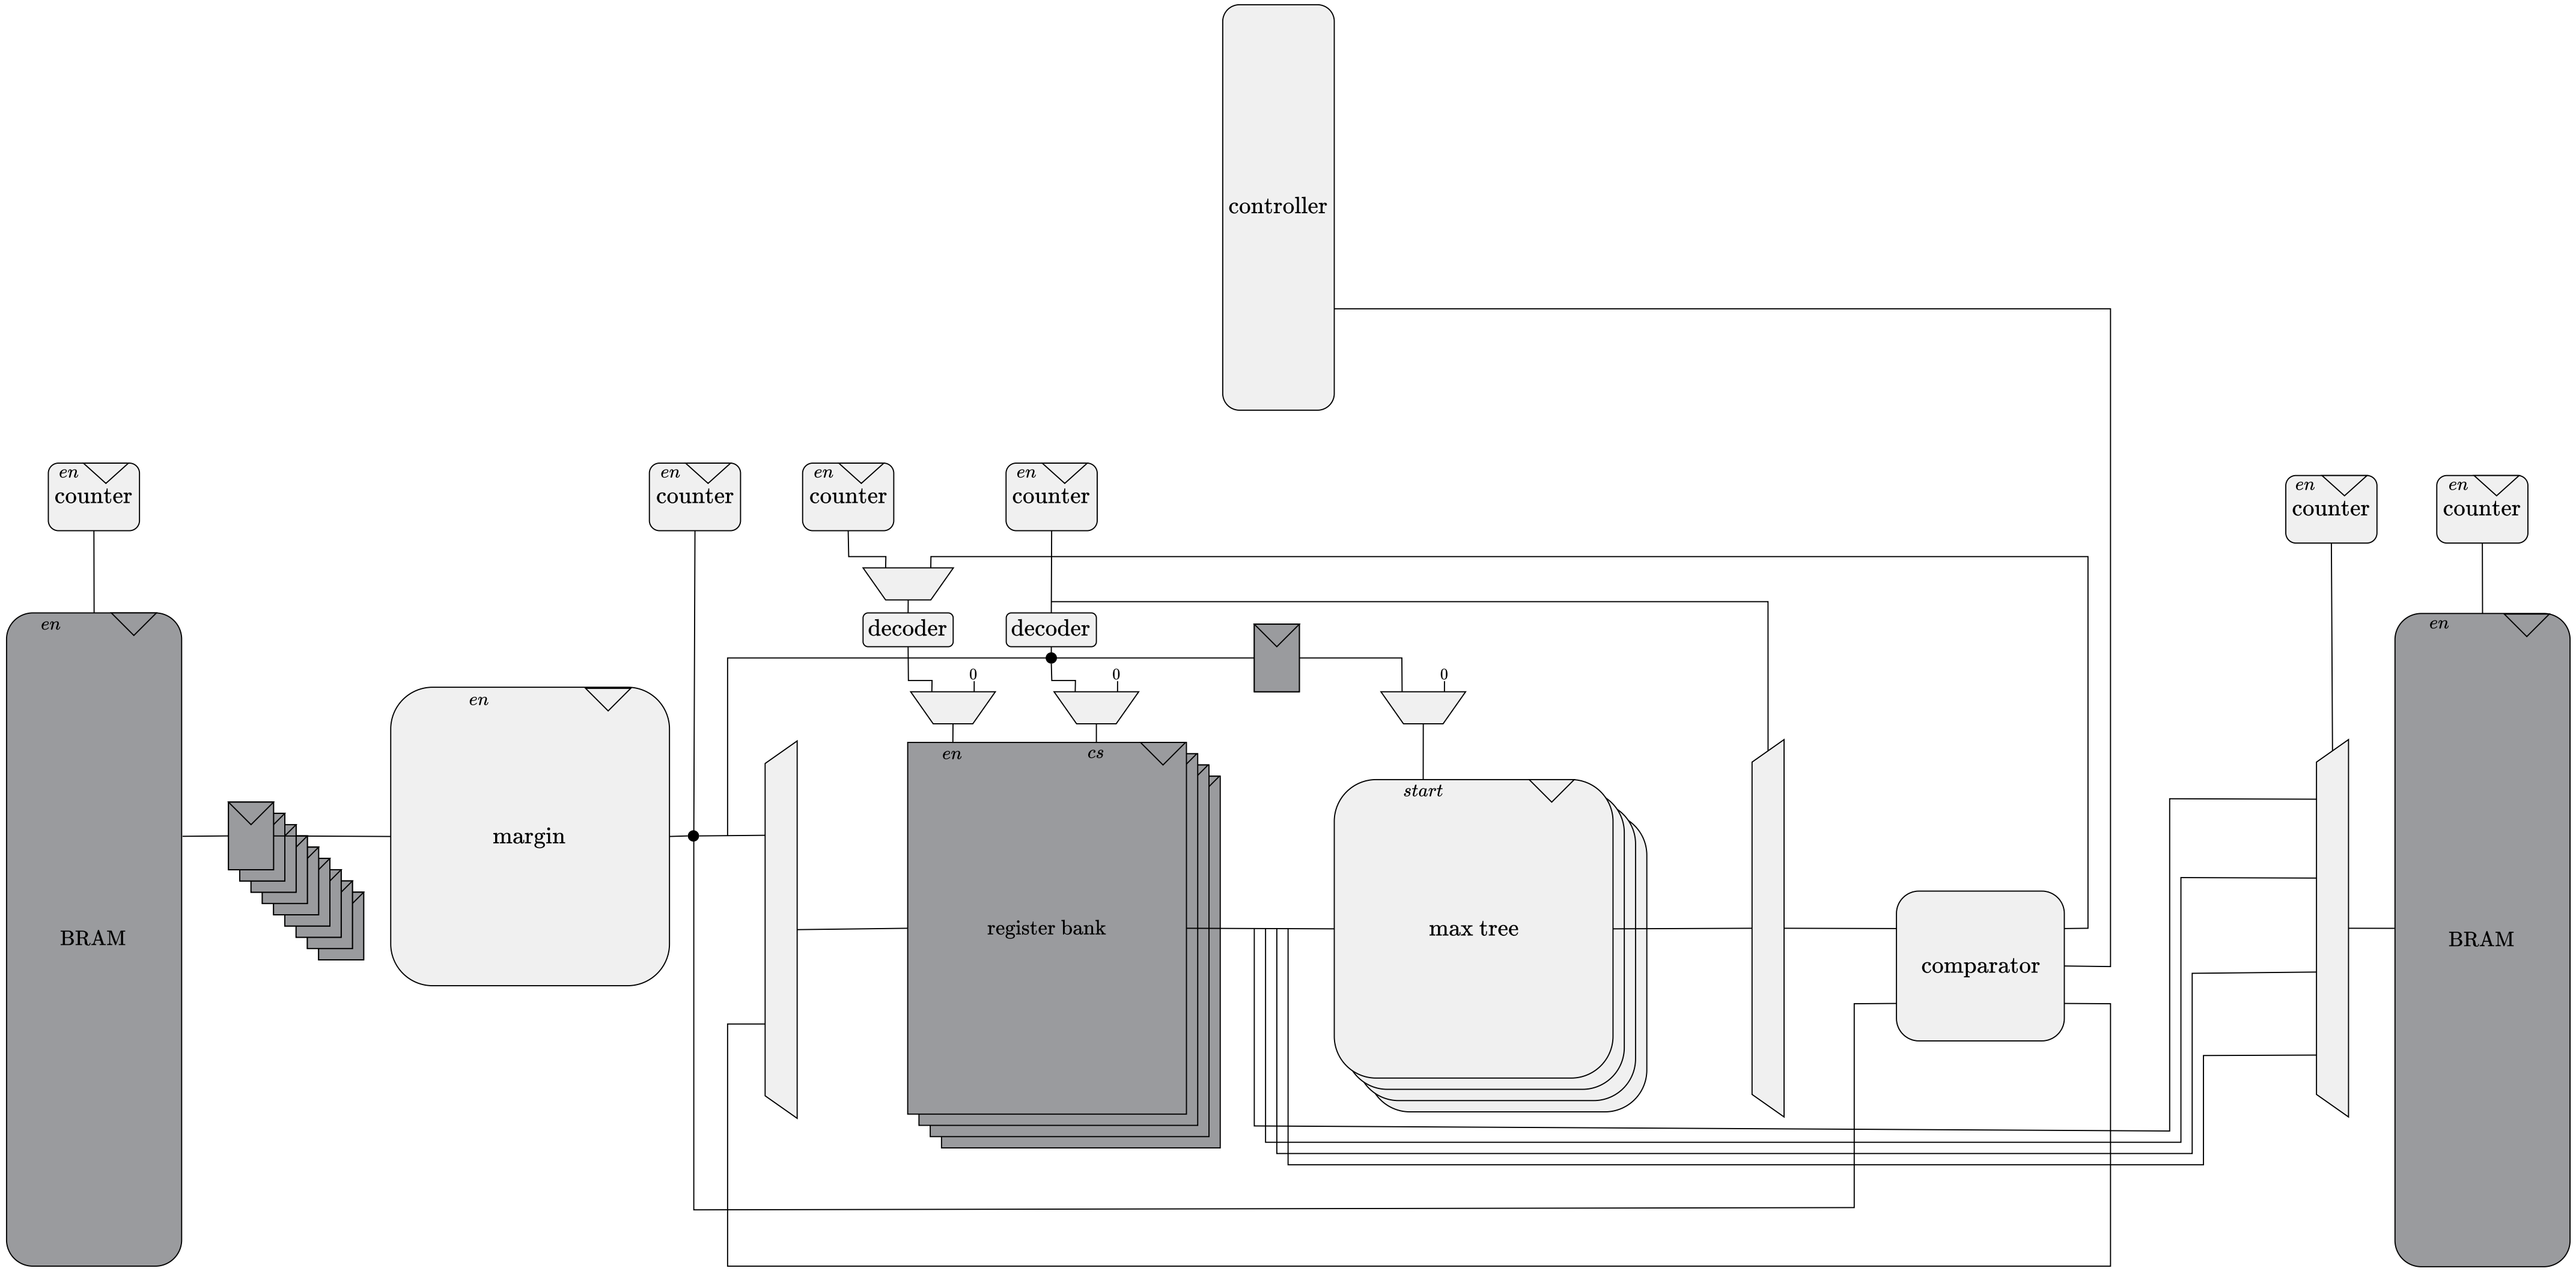 controller
en
counter
en
counter
en
counter
en
counter
en
counter
en
counter
en
decoder
decoder
en
0
0
0
en
en
cs
start
margin
register bank
max tree
BRAM
BRAM
comparator